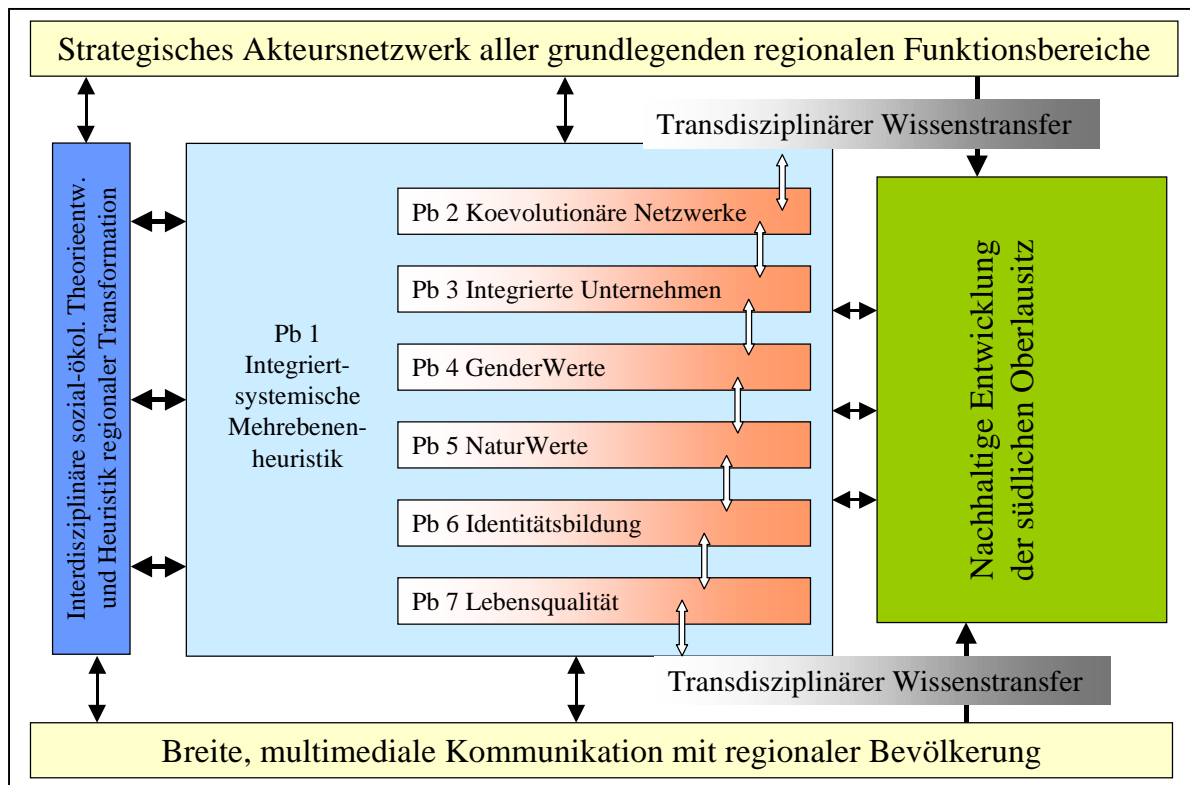 Strategisches Akteursnetzwerk aller grundlegenden regionalen Funktionsbereiche
Transdisziplinärer Wissenstransfer
Interdisziplinäre sozial-ökol. Theorieentw.
und Heuristik regionaler Transformation
Pb 1
Integriert-
systemische
Mehrebenen-
heuristik
Pb 2 Koevolutionäre Netzwerke
Pb 3 Integrierte Unternehmen
Pb 4 GenderWerte
Pb 5 NaturWerte
Pb 6 Identitätsbildung
Pb 7 Lebensqualität
Nachhaltige Entwicklung
der südlichen Oberlausitz
Transdisziplinärer Wissenstransfer
Breite, multimediale Kommunikation mit regionaler Bevölkerung